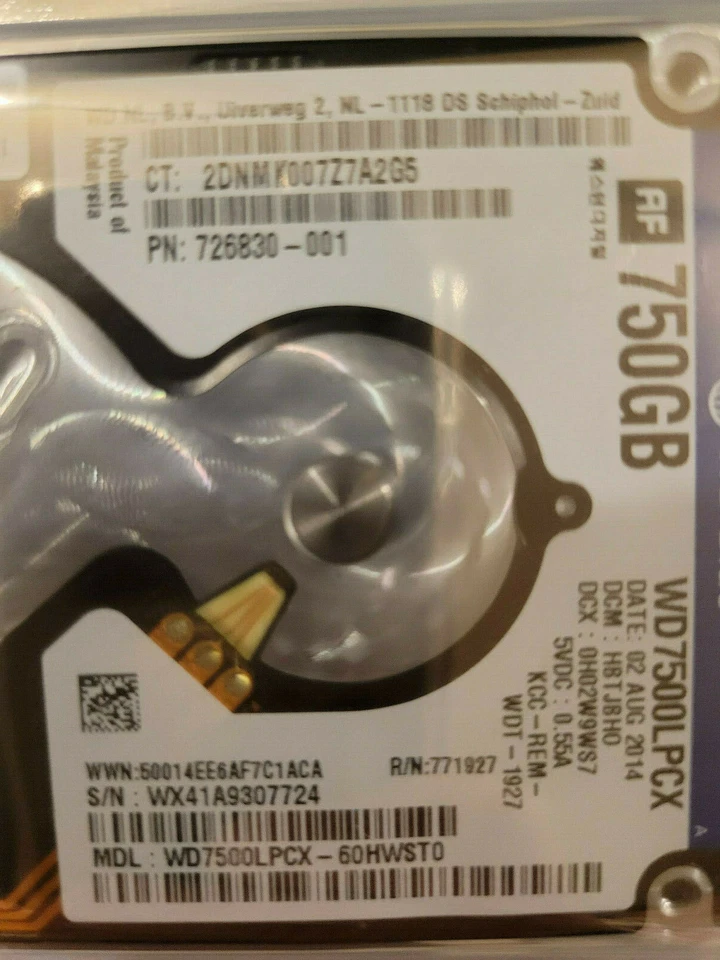 NL, B.V., Uiverweg 2, NL-1118 DS Schiphol-Zuid
Product of
Malaysia
CT: 2DNMK007Z7A2G5
PN: 726830-001
AF
750GB
WD7500LPCX
DATE: 02 AUG 2014
DCM: HBTJBHO
DCX: 0H02W9WS7
5VDC: 0.55A
KCC-REM-
WDT-1927
WWN:50014EE6AF7C1ACA
R/N:771927
S/N : WX41A9307724
MDL : WD7500LPCX-60HWST0
A